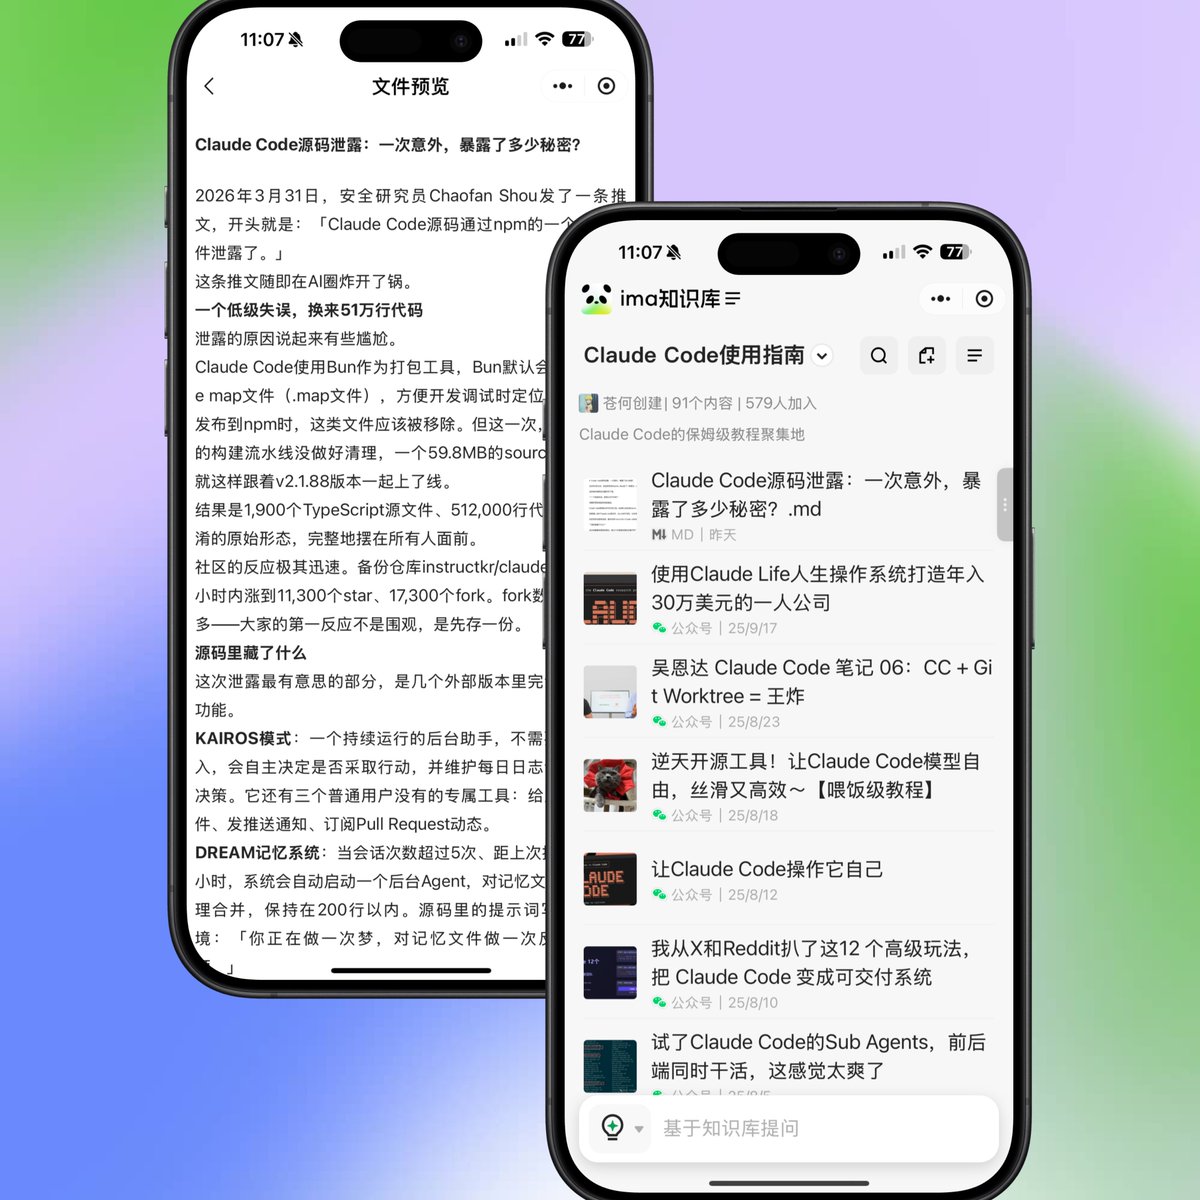 11:07
77
文件预览
Claude Code源码泄露：一次意外，暴露了多少秘密？
2026年3月31日，安全研究员Chaofan Shou发了一条推
文，开头就是：「Claude Code源码通过npm的一个
件泄露了。」
这条推文随即在AI圈炸开了锅。
一个低级失误，换来51万行代码
泄露的原因说起来有些尴尬。
Claude Code使用Bun作为打包工具，Bun默认会
e map文件（.map文件），方便开发调试时定位
发布到npm时，这类文件应该被移除。但这一次，
的构建流水线没做好清理，一个59.8MB的sourc
就这样跟着v2.1.88版本一起上了线。
结果是1,900个TypeScript源文件、512,000行代
淆的原始形态，完整地摆在所有人面前。
社区的反应极其迅速。备份仓库instructkr/claude
小时内涨到11,300个star、17,300个fork。fork数
多——大家的第一反应不是围观，是先存一份。
源码里藏了什么
这次泄露最有意思的部分，是几个外部版本里完
功能。
KAIROS模式：一个持续运行的后台助手，不需
入，会自主决定是否采取行动，并维护每日日志
决策。它还有三个普通用户没有的专属工具：给
件、发推送通知、订阅Pull Request动态。
DREAM记忆系统：当会话次数超过5次、距上次
小时，系统会自动启动一个后台Agent，对记忆文
理合并，保持在200行以内。源码里的提示词写
境：「你正在做一次梦，对记忆文件做一次反
」
11:07
77
ima知识库
Claude Code使用指南
苍何创建 | 91个内容 | 579人加入
Claude Code的保姆级教程聚集地
Claude Code源码泄露：一次意外，暴
露了多少秘密？.md
MD | 昨天
使用Claude Life人生操作系统打造年入
30万美元的一人公司
公众号 | 25/9/17
吴恩达 Claude Code 笔记 06：CC + Gi
t Worktree = 王炸
公众号 | 25/8/23
逆天开源工具！让Claude Code模型自
由，丝滑又高效～【喂饭级教程】
公众号 | 25/8/18
CLAUDE
CODE
让Claude Code操作它自己
公众号 | 25/8/12
我从X和Reddit扒了这12 个高级玩法，
把 Claude Code 变成可交付系统
公众号 | 25/8/10
试了Claude Code的Sub Agents，前后
端同时干活，这感觉太爽了
公众号 | 25/8/5
基于知识库提问